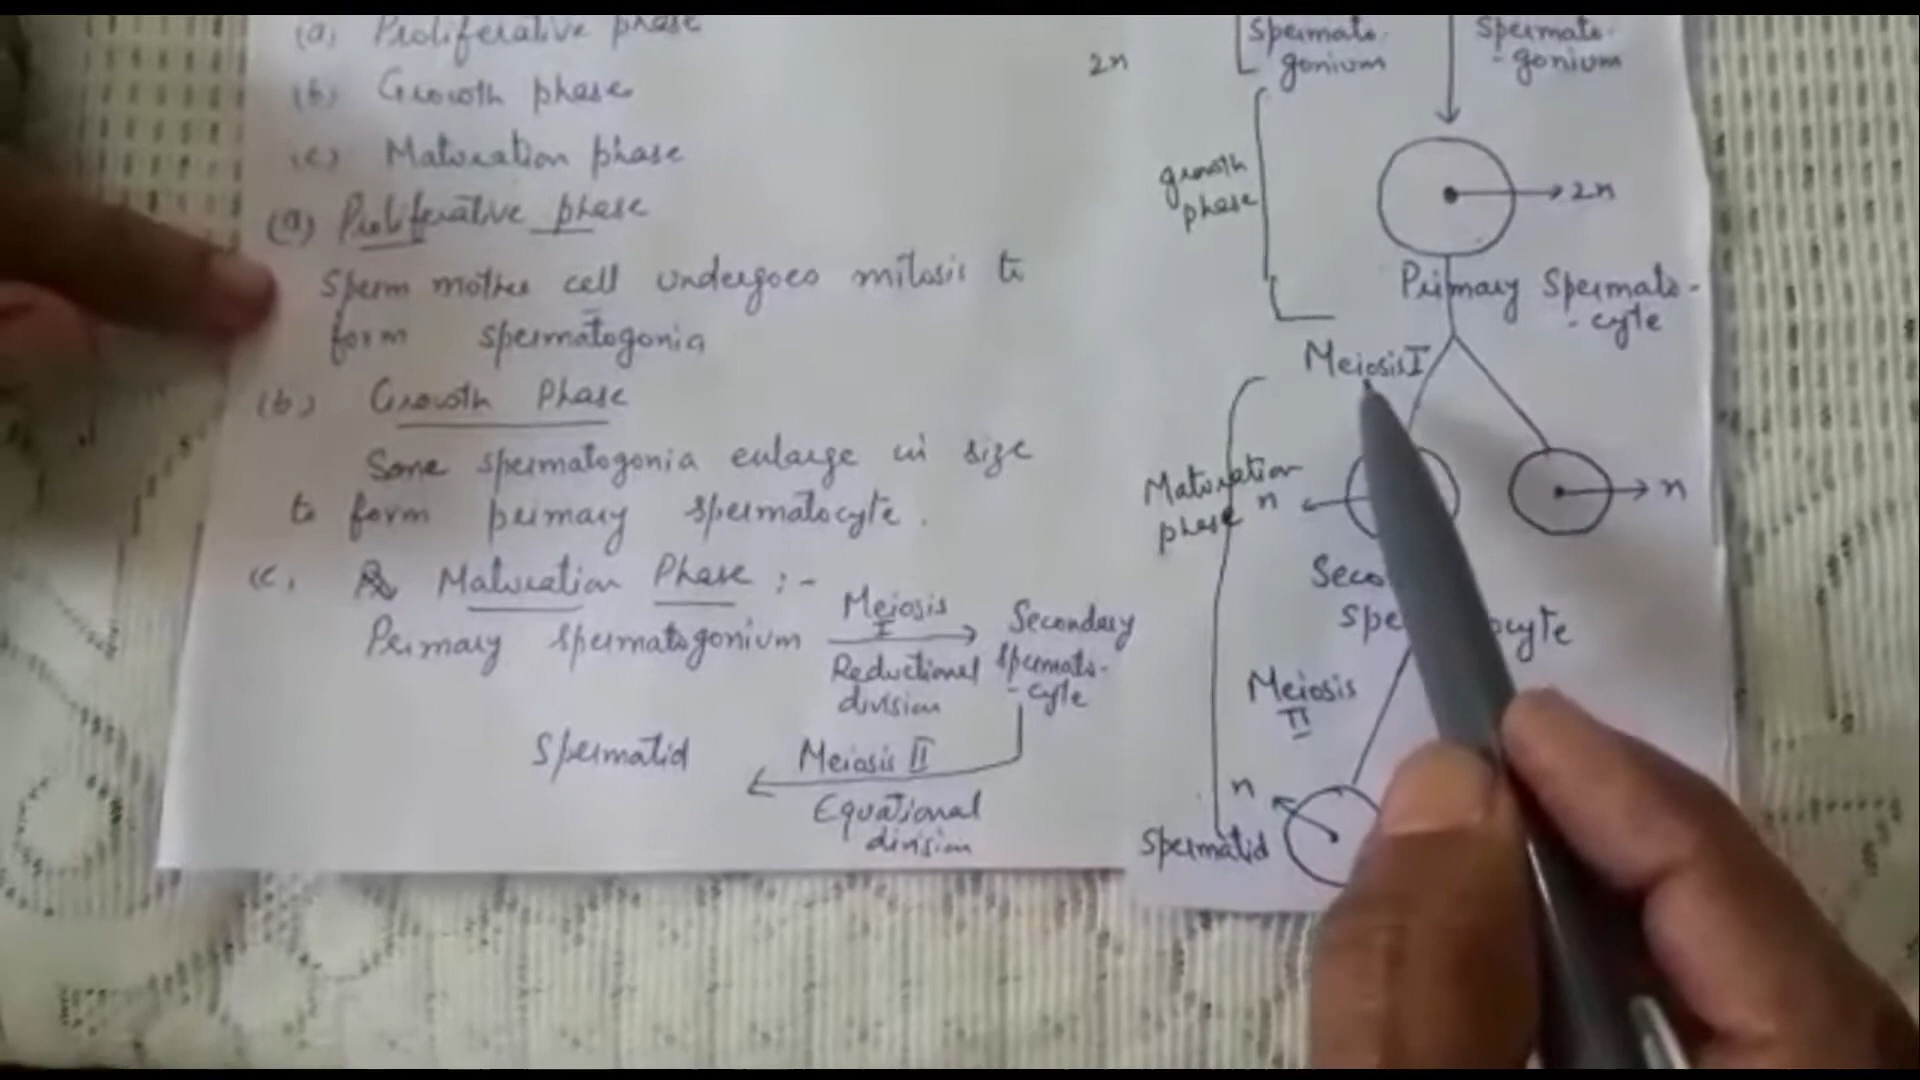 (a) Proliferative phase
(b) Growth phase
(c) Maturation phase
(a) Proliferative phase
Sperm mother cell undergoes mitosis to
form spermatogonia
(b) Growth Phase
Some spermatogonia enlarge in size
to form primary spermatocyte.
(c. Maturation Phase :-
Primary spermatogonium
Meiosis
I
Reductional
division
Secondary
spermato-
-cyte
Spermatid
Meiosis II
Equational
division
2n
Spermato-
gonium
Spermato-
-gonium
growth
phase
2n
Primary Spermato-
-cyte
Meiosis I
Maturation
phase
n
n
Meiosis
II
n
Spermatid